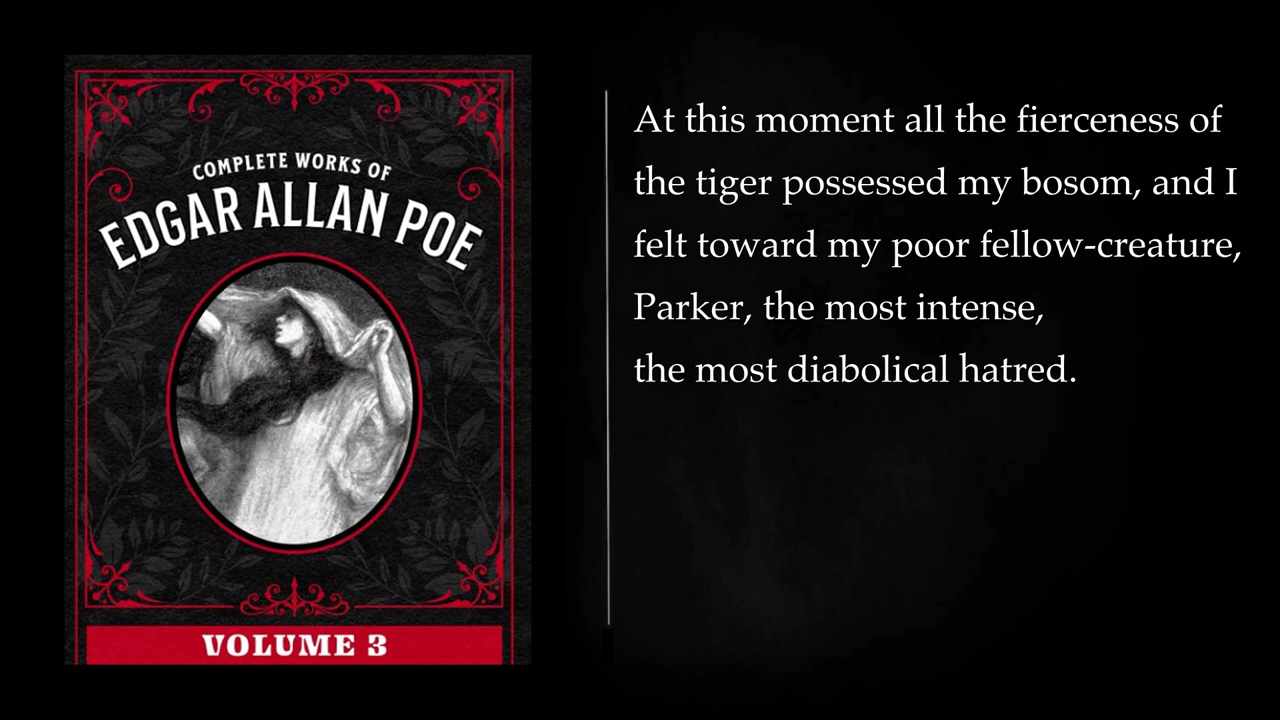 COMPLETE WORKS OF
EDGAR ALLAN POE
VOLUME 3
At this moment all the fierceness of
the tiger possessed my bosom, and I
felt toward my poor fellow-creature,
Parker, the most intense,
the most diabolical hatred.